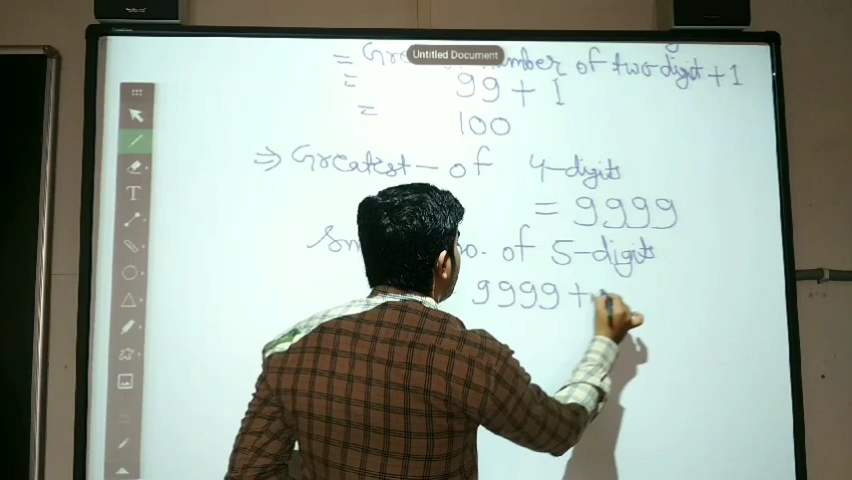 Untitled Document
= number of two digit + 1
= 99 + 1
= 100
⇒ Greatest - of 4-digits
= 9999
no. of 5-digits
9999 +
T